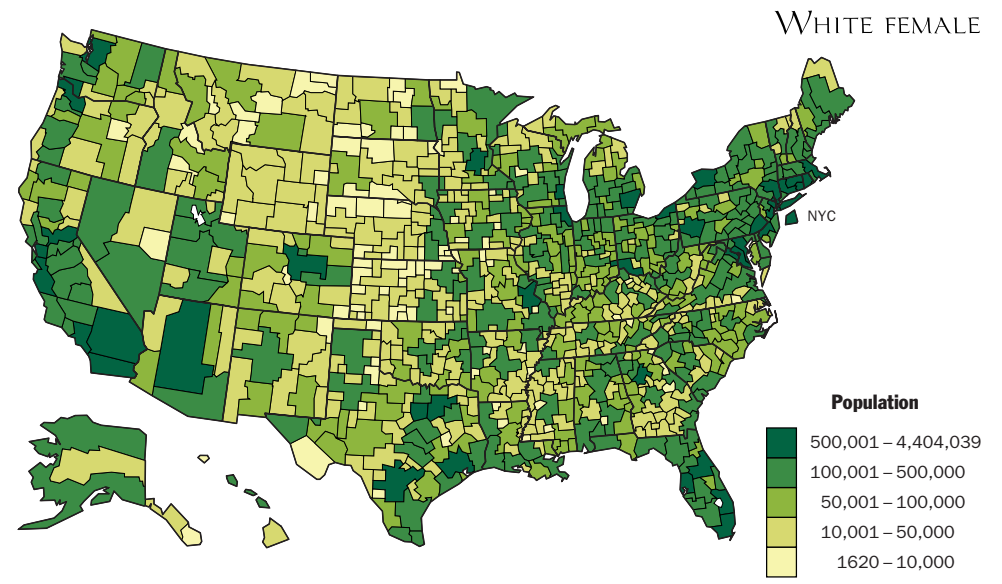 WHITE FEMALE
NYC
Population
500,001 – 4,404,039
100,001 – 500,000
50,001 – 100,000
10,001 – 50,000
1620 – 10,000